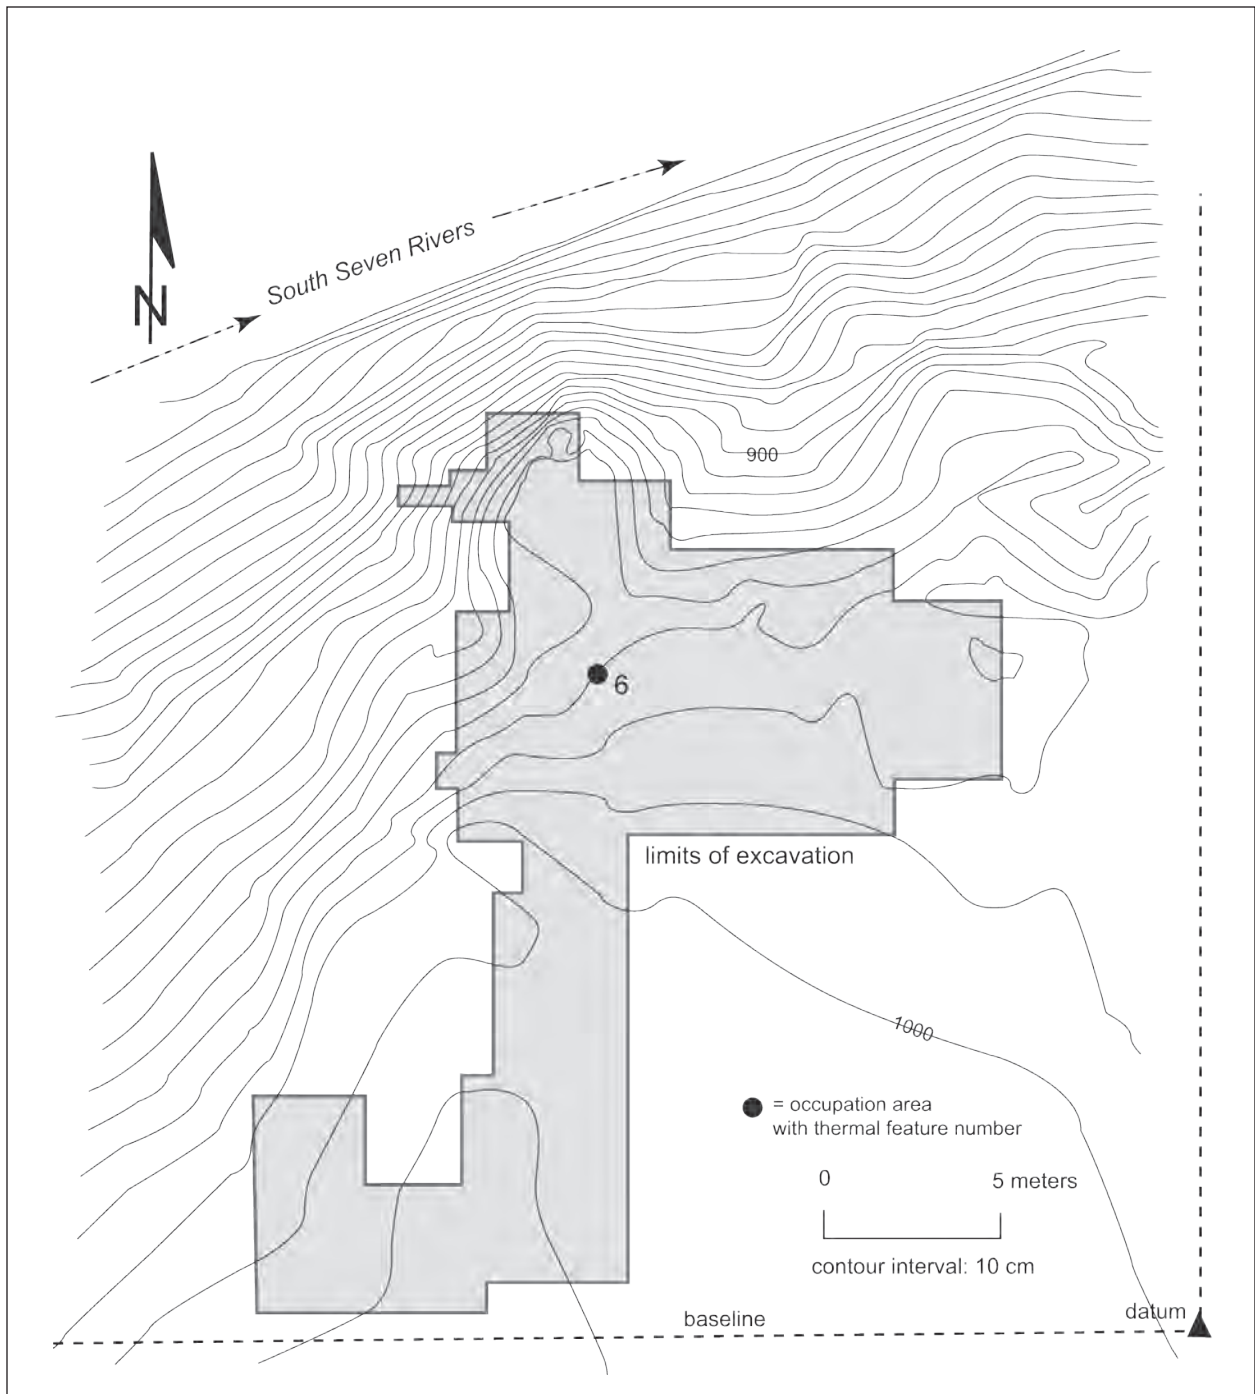 South Seven Rivers
N
900
6
limits of excavation
1000
= occupation area
with thermal feature number
0 5 meters
contour interval: 10 cm
baseline
datum